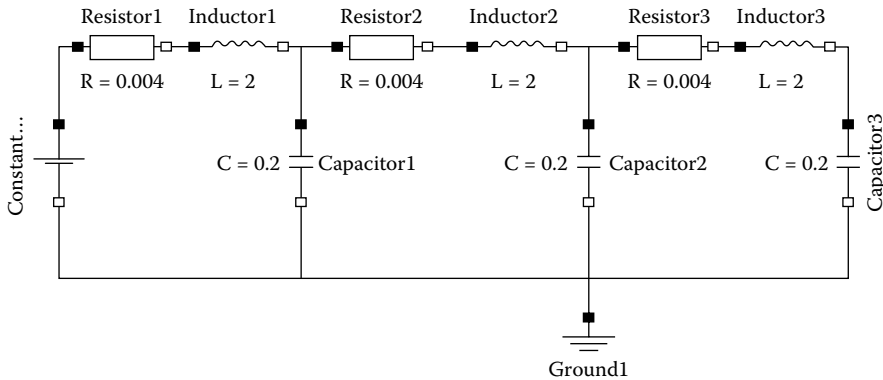 Resistor1 Inductor1 Resistor2 Inductor2 Resistor3 Inductor3
R = 0.004 L = 2 R = 0.004 L = 2 R = 0.004 L = 2
Constant...
C = 0.2 Capacitor1 C = 0.2 Capacitor2 C = 0.2 Capacitor3
Ground1